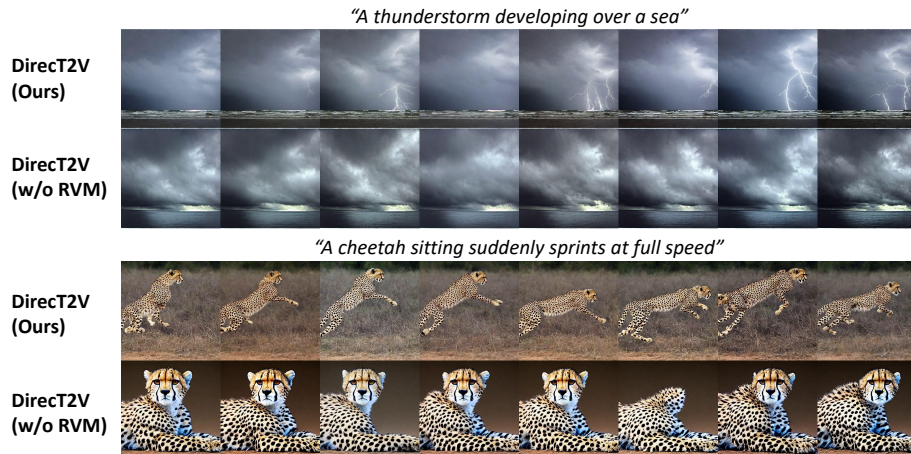 “A thunderstorm developing over a sea”
DirecT2V
(Ours)
DirecT2V
(w/o RVM)
“A cheetah sitting suddenly sprints at full speed”
DirecT2V
(Ours)
DirecT2V
(w/o RVM)